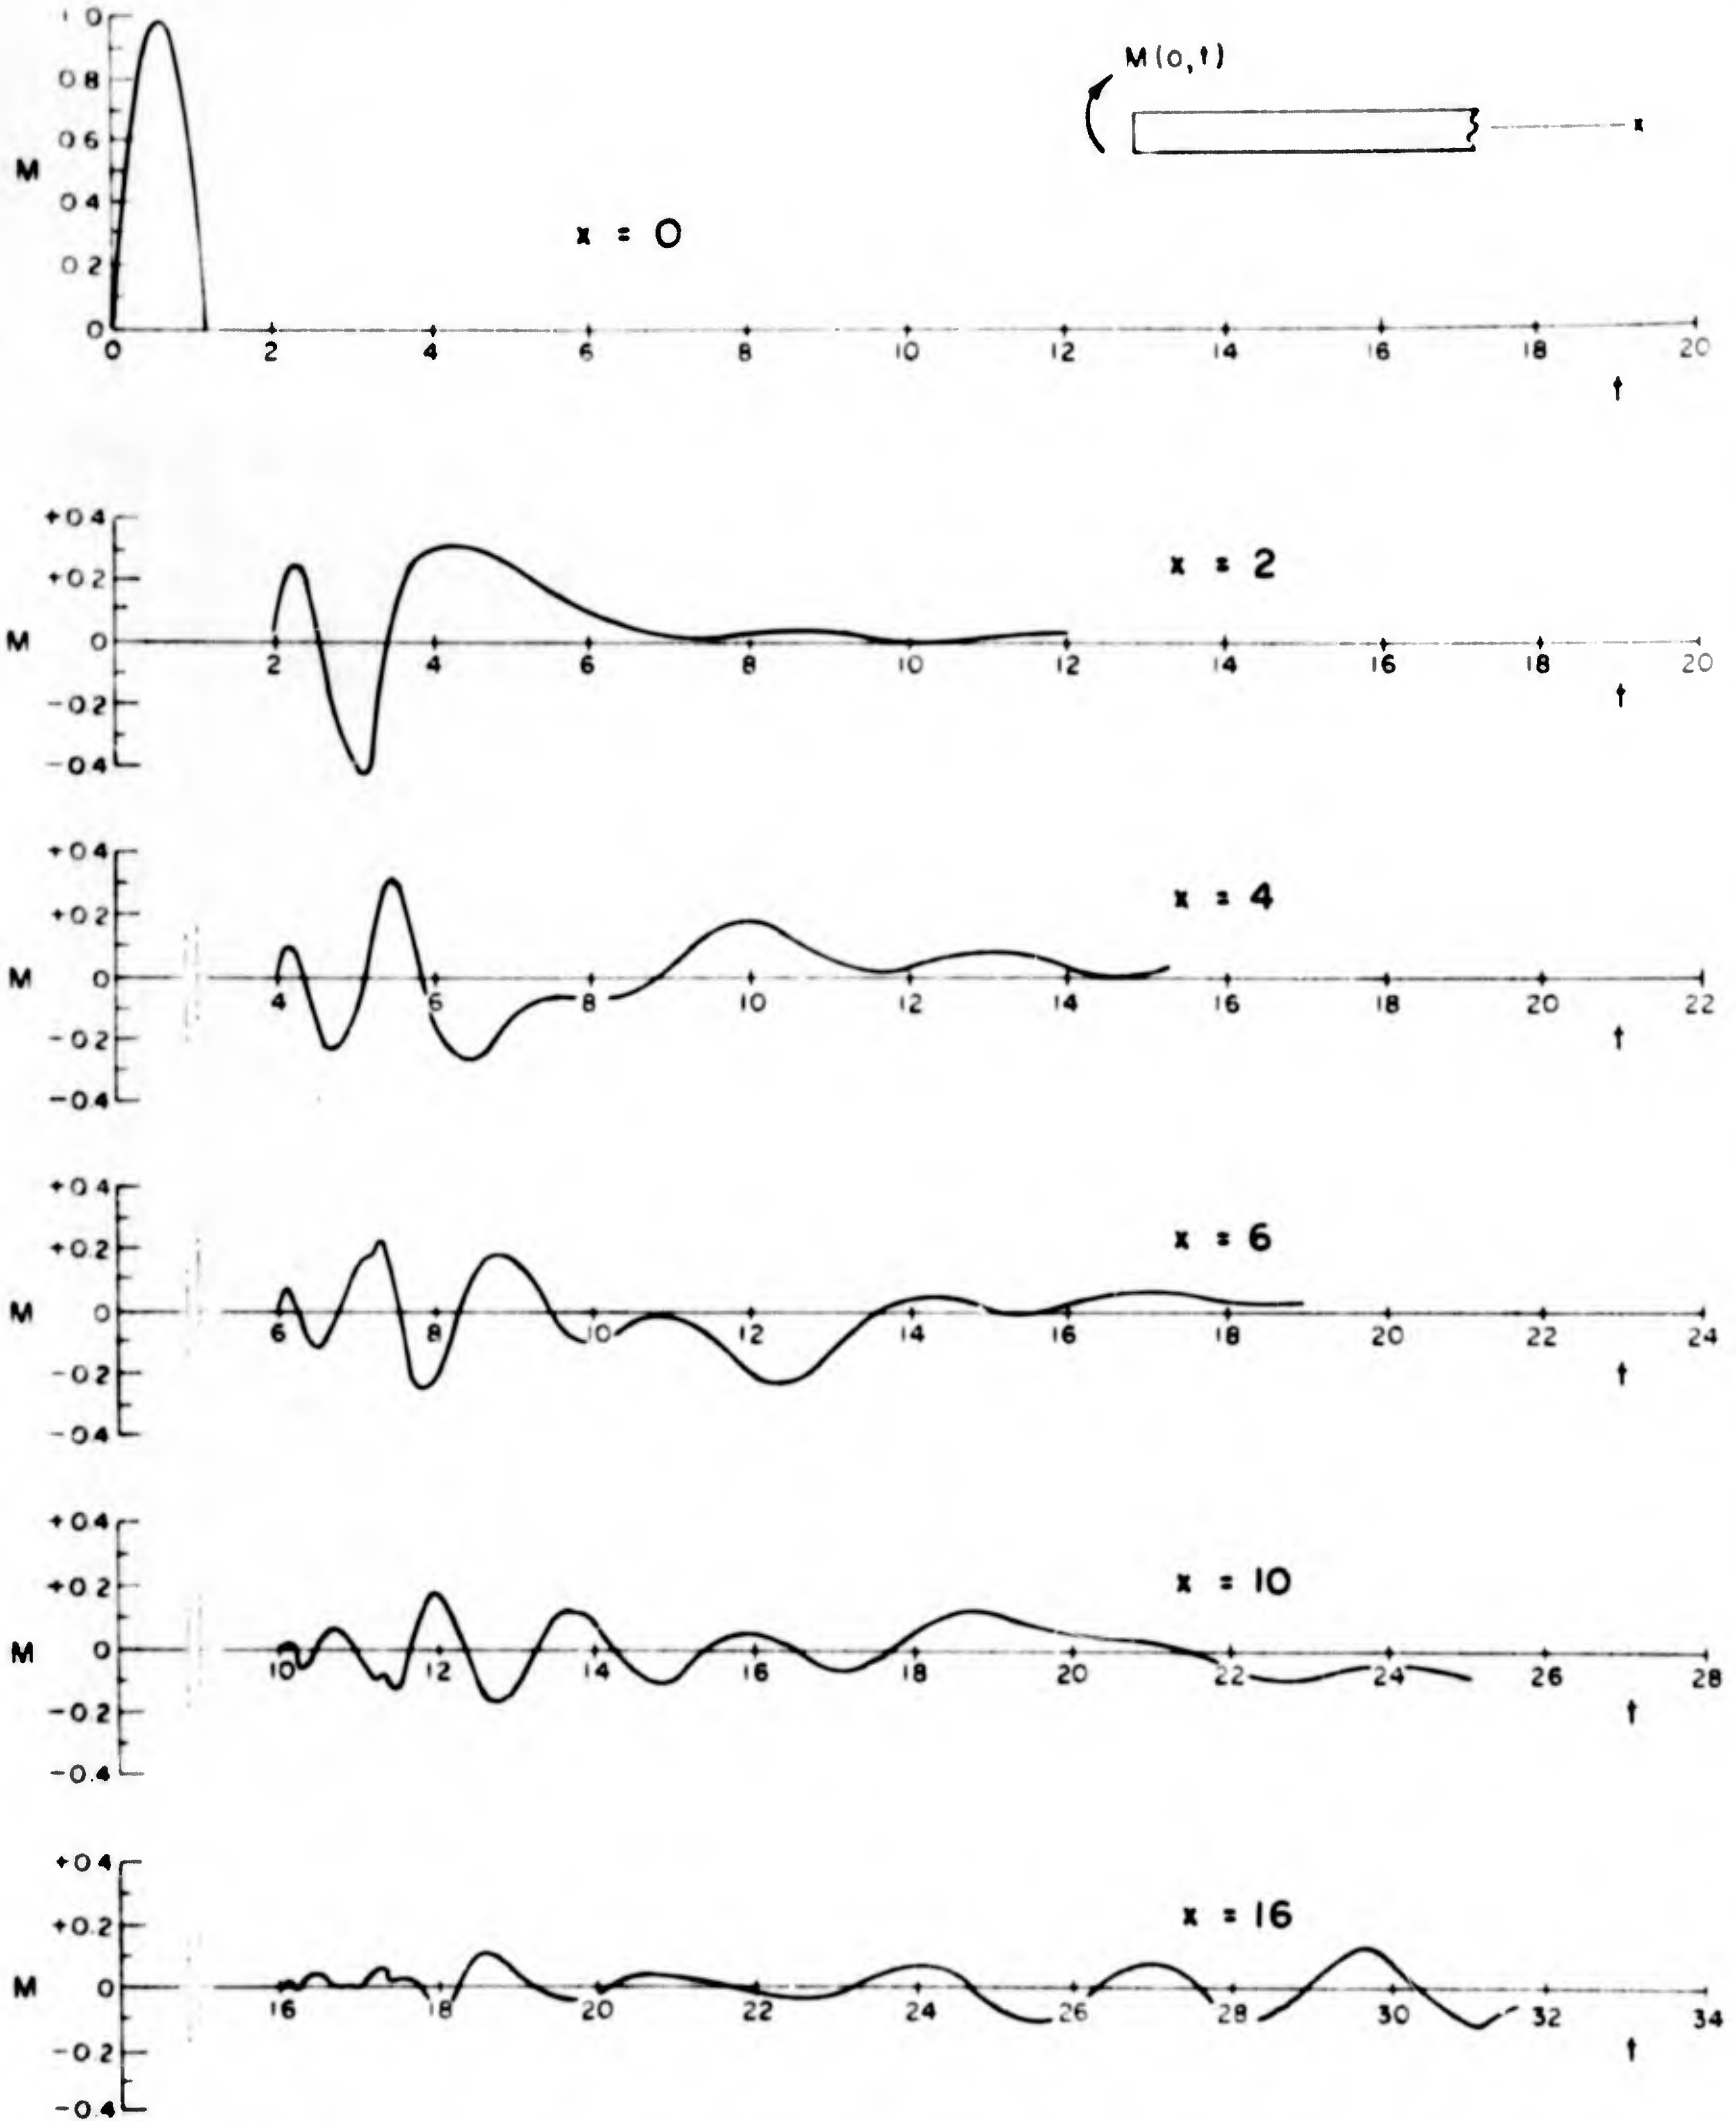 1.0
0.8
0.6
M
0.4
0.2
0
M(0,t)
x
x = 0
0 2 4 6 8 10 12 14 16 18 20
t
+0.4
+0.2
M 0
-0.2
-0.4
x = 2
2 4 6 8 10 12 14 16 18 20
t
+0.4
+0.2
M 0
-0.2
-0.4
x = 4
4 6 8 10 12 14 16 18 20 22
t
+0.4
+0.2
M 0
-0.2
-0.4
x = 6
6 8 10 12 14 16 18 20 22 24
t
+0.4
+0.2
M 0
-0.2
-0.4
x = 10
10 12 14 16 18 20 22 24 26 28
t
+0.4
+0.2
M 0
-0.2
-0.4
x = 16
16 18 20 22 24 26 28 30 32 34
t